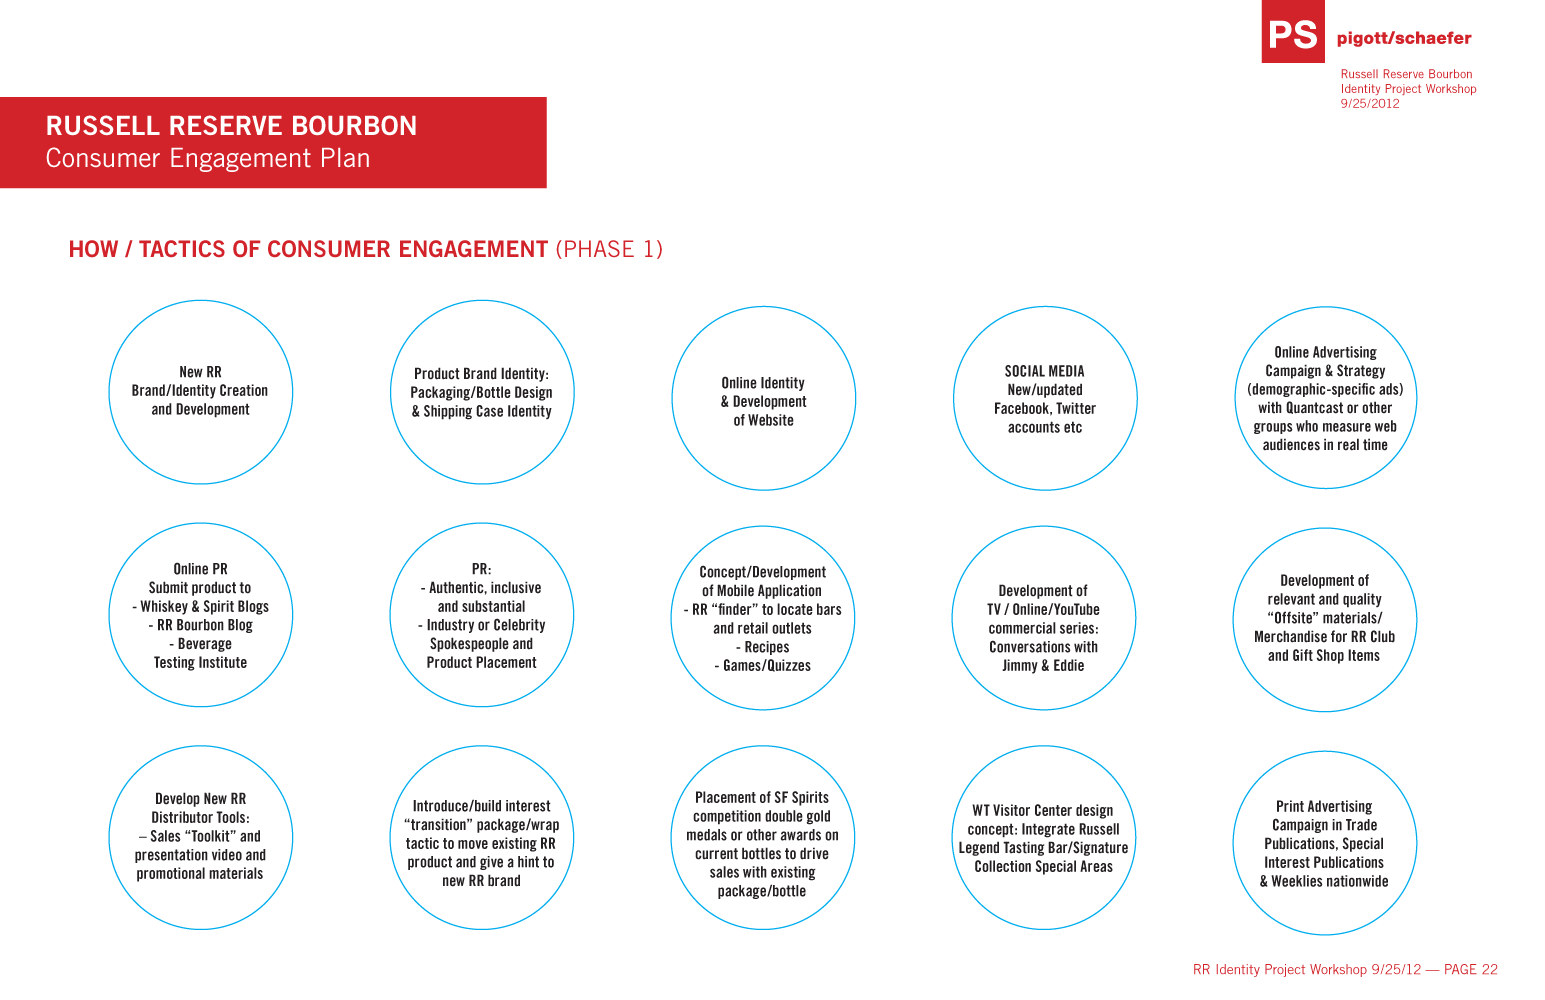 PS
pigott/schaefer
Russell Reserve Bourbon
Identity Project Workshop
9/25/2012
RUSSELL RESERVE BOURBON
Consumer Engagement Plan
HOW / TACTICS OF CONSUMER ENGAGEMENT (PHASE 1)
New RR
Brand/Identity Creation
and Development
Product Brand Identity:
Packaging/Bottle Design
& Shipping Case Identity
Online Identity
& Development
of Website
SOCIAL MEDIA
New/updated
Facebook, Twitter
accounts etc
Online Advertising
Campaign & Strategy
(demographic-specific ads)
with Quantcast or other
groups who measure web
audiences in real time
Online PR
Submit product to
- Whiskey & Spirit Blogs
- RR Bourbon Blog
- Beverage
Testing Institute
PR:
- Authentic, inclusive
and substantial
- Industry or Celebrity
Spokespeople and
Product Placement
Concept/Development
of Mobile Application
- RR “finder” to locate bars
and retail outlets
- Recipes
- Games/Quizzes
Development of
TV / Online/YouTube
commercial series:
Conversations with
Jimmy & Eddie
Development of
relevant and quality
“Offsite” materials/
Merchandise for RR Club
and Gift Shop Items
Develop New RR
Distributor Tools:
– Sales “Toolkit” and
presentation video and
promotional materials
Introduce/build interest
“transition” package/wrap
tactic to move existing RR
product and give a hint to
new RR brand
Placement of SF Spirits
competition double gold
medals or other awards on
current bottles to drive
sales with existing
package/bottle
WT Visitor Center design
concept: Integrate Russell
Legend Tasting Bar/Signature
Collection Special Areas
Print Advertising
Campaign in Trade
Publications, Special
Interest Publications
& Weeklies nationwide
RR Identity Project Workshop 9/25/12 — PAGE 22